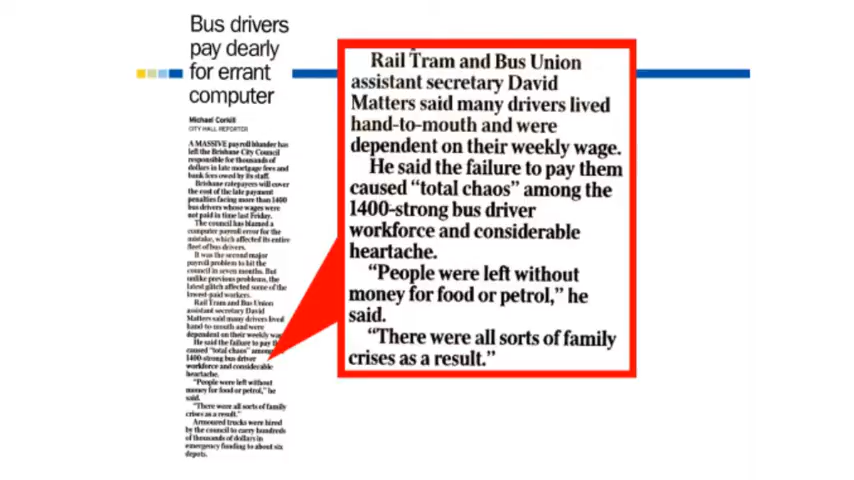 Bus drivers
pay dearly
for errant
computer
Michael Corkill
CITY HALL REPORTER
A MASSIVE payroll blunder has
left the Brisbane City Council
responsible for thousands of
dollars in late mortgage fees and
bank fees owed by its staff.
Brisbane ratepayers will cover
the cost of the late payment
penalties facing more than 1400
bus drivers whose wages were
not paid in time last Friday.
The council has blamed a
computer payroll error for the
mistake, which affected its entire
fleet of bus drivers.
It was the second major
payroll problem to hit the
council in seven months. But
unlike previous problems, the
latest glitch affected some of the
lowest-paid workers.
Rail Tram and Bus Union
assistant secretary David
Matters said many drivers lived
hand-to-mouth and were
dependent on their weekly
He said the failure to pay
caused "total chaos"
1400-strong bus driver
workforce and considerable
heartache.
"People were left without
money for food or petrol," he
said.
"There were all sorts of family
crises as a result."
Armoured trucks were hired
by the council to carry hundreds
of thousands of dollars in
emergency funding to about six
depots.
Rail Tram and Bus Union
assistant secretary David
Matters said many drivers lived
hand-to-mouth and were
dependent on their weekly wage.
He said the failure to pay them
caused "total chaos" among the
1400-strong bus driver
workforce and considerable
heartache.
"People were left without
money for food or petrol," he
said.
"There were all sorts of family
crises as a result."